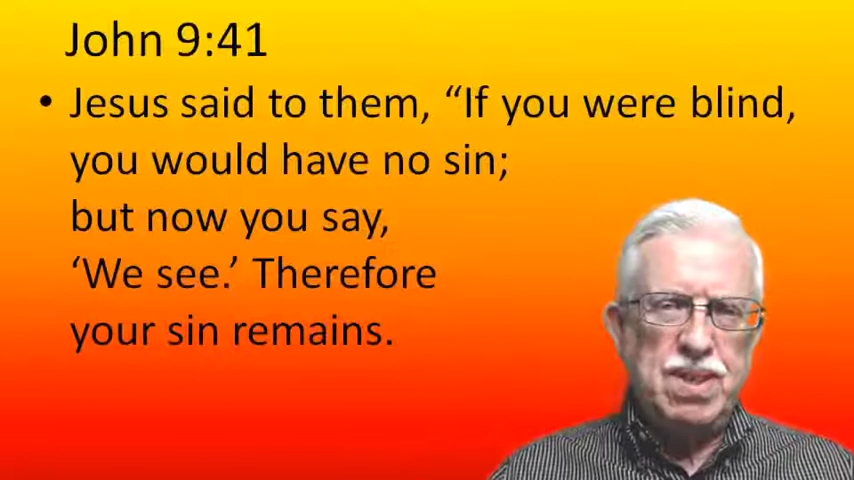 John 9:41
• Jesus said to them, “If you were blind,
you would have no sin;
but now you say,
‘We see.’ Therefore
your sin remains.